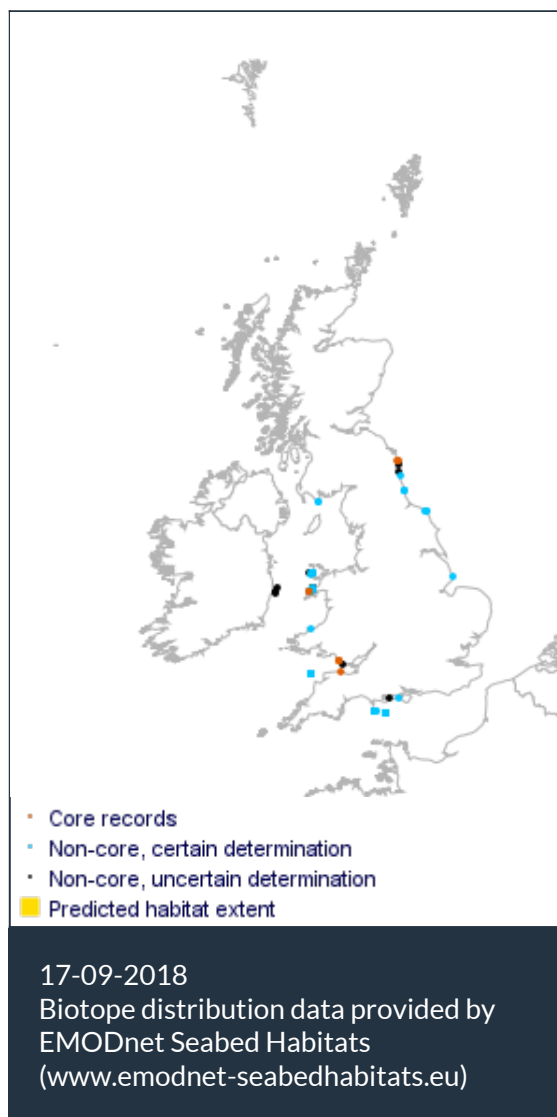 Core records
Non-core, certain determination
Non-core, uncertain determination
Predicted habitat extent
17-09-2018
Biotope distribution data provided by
EMODnet Seabed Habitats
(www.emodnet-seabedhabitats.eu)